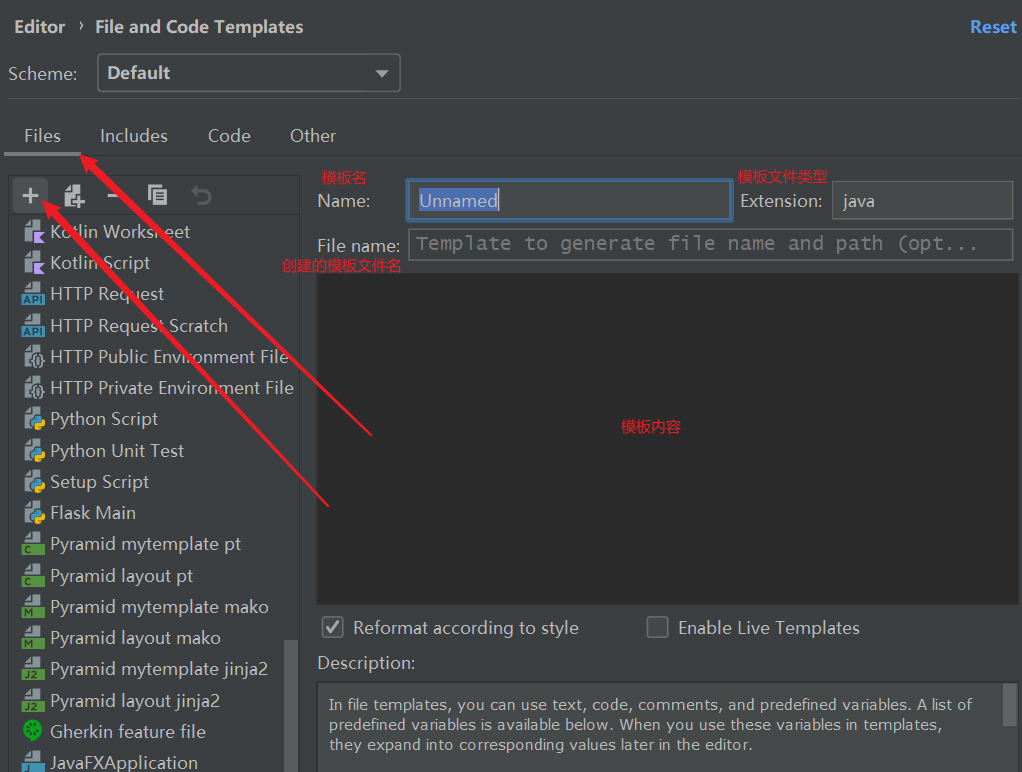 Editor › File and Code Templates Reset
Scheme: Default
Files Includes Code Other
模板名 模板文件类型
Name: Unnamed Extension: java
File name: Template to generate file name and path (opt...
创建的模板文件名
模板内容
Kotlin Worksheet
Kotlin Script
API HTTP Request
API HTTP Request Scratch
HTTP Public Environment File
HTTP Private Environment File
Python Script
Python Unit Test
Setup Script
Flask Main
C Pyramid mytemplate pt
C Pyramid layout pt
M Pyramid mytemplate mako
M Pyramid layout mako
J2 Pyramid mytemplate jinja2
J2 Pyramid layout jinja2
Gherkin feature file
J JavaFXApplication
Reformat according to style Enable Live Templates
Description:
In file templates, you can use text, code, comments, and predefined variables. A list of
predefined variables is available below. When you use these variables in templates,
they expand into corresponding values later in the editor.